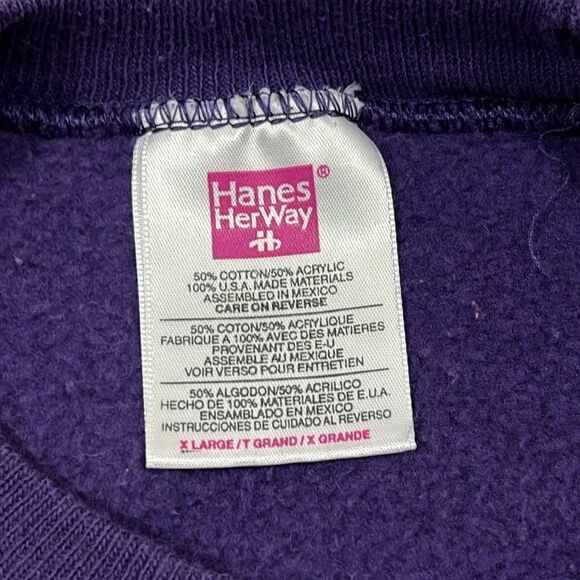 Hanes
HerWay
®
50% COTTON/50% ACRYLIC
100% U.S.A. MADE MATERIALS
ASSEMBLED IN MEXICO
CARE ON REVERSE
50% COTON/50% ACRYLIQUE
FABRIQUE A 100% AVEC DES MATIERES
PROVENANT DES E-U
ASSEMBLE AU MEXIQUE
VOIR VERSO POUR ENTRETIEN
50% ALGODON/50% ACRILICO
HECHO DE 100% MATERIALES DE E.U.A.
ENSAMBLADO EN MEXICO
INSTRUCCIONES DE CUIDADO AL REVERSO
X LARGE/T GRAND/X GRANDE